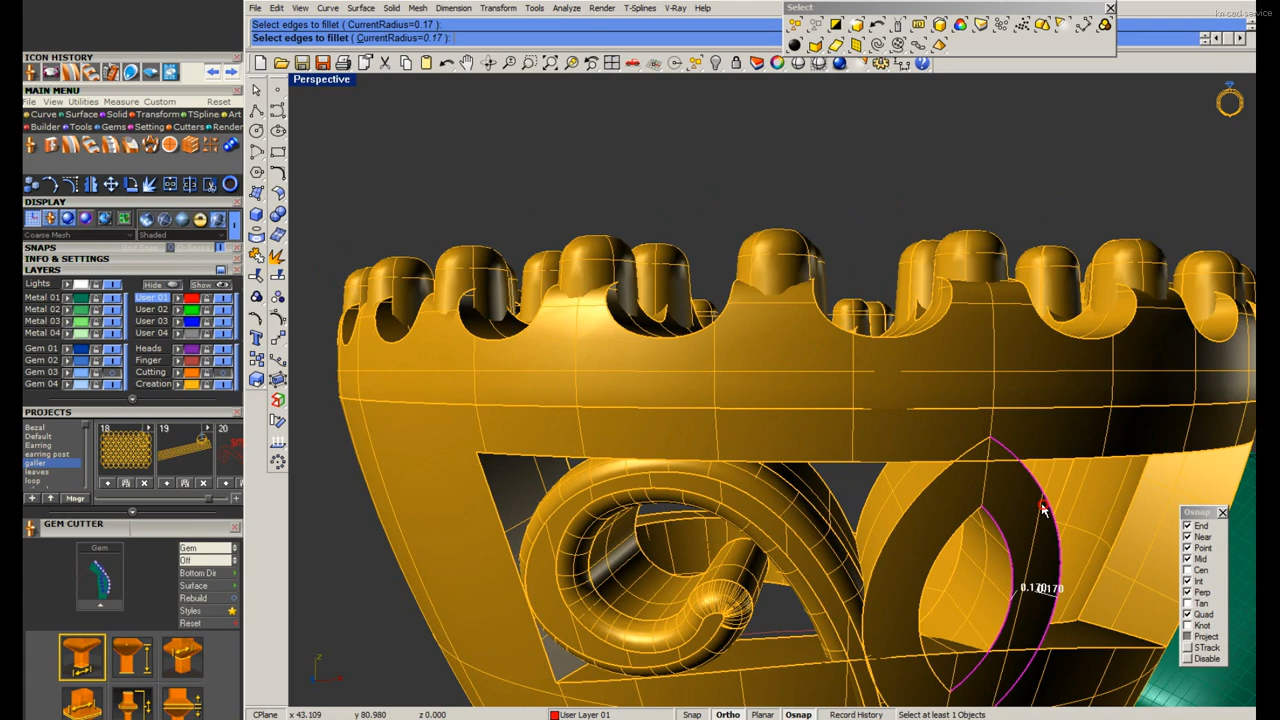 File Edit View Curve Surface Solid Mesh Dimension Transform Tools Analyze Render T-Splines V-Ray Help
Select
km cad service
Select edges to fillet ( CurrentRadius=0.17 ):
Select edges to fillet ( CurrentRadius=0.17 ):
ICON HISTORY
MAIN MENU
File View Utilities Measure Custom Reset
Curve Surface Solid Transform TSpline Art
Builder Tools Gems Setting Cutters Render
DISPLAY
Coarse Mesh Shaded
SNAPS
INFO & SETTINGS
LAYERS
Lights Hide Show
Metal 01 User 01
Metal 02 User 02
Metal 03 User 03
Metal 04 User 04
Gem 01 Heads
Gem 02 Finger
Gem 03 Cutting
Gem 04 Creation
PROJECTS
Bezal
Default
Earring
earring post
galler
leaves
loop
18 19 20
Mngr
GEM CUTTER
Gem
Gem
Off
Bottom Dir
Surface
Rebuild
Styles
Reset
Perspective
0.170
0.170
z
x
Osnap
End
Near
Point
Mid
Cen
Int
Perp
Tan
Quad
Knot
Project
STrack
Disable
CPlane x 43.109 y 80.980 z 0.000 User Layer 01 Snap Ortho Planar Osnap Record History Select at least 1 Objects